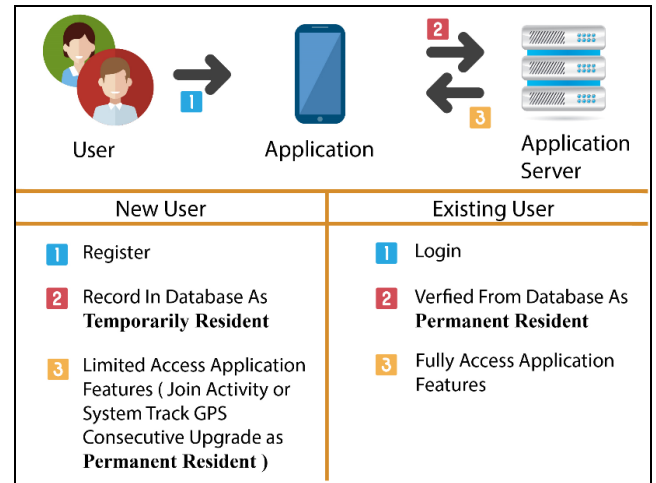 1
2
3
User
Application
Application
Server
New User
Existing User
1 Register
2 Record In Database As
Temporarily Resident
3 Limited Access Application
Features ( Join Activity or
System Track GPS
Consecutive Upgrade as
Permanent Resident )
1 Login
2 Verfied From Database As
Permanent Resident
3 Fully Access Application
Features